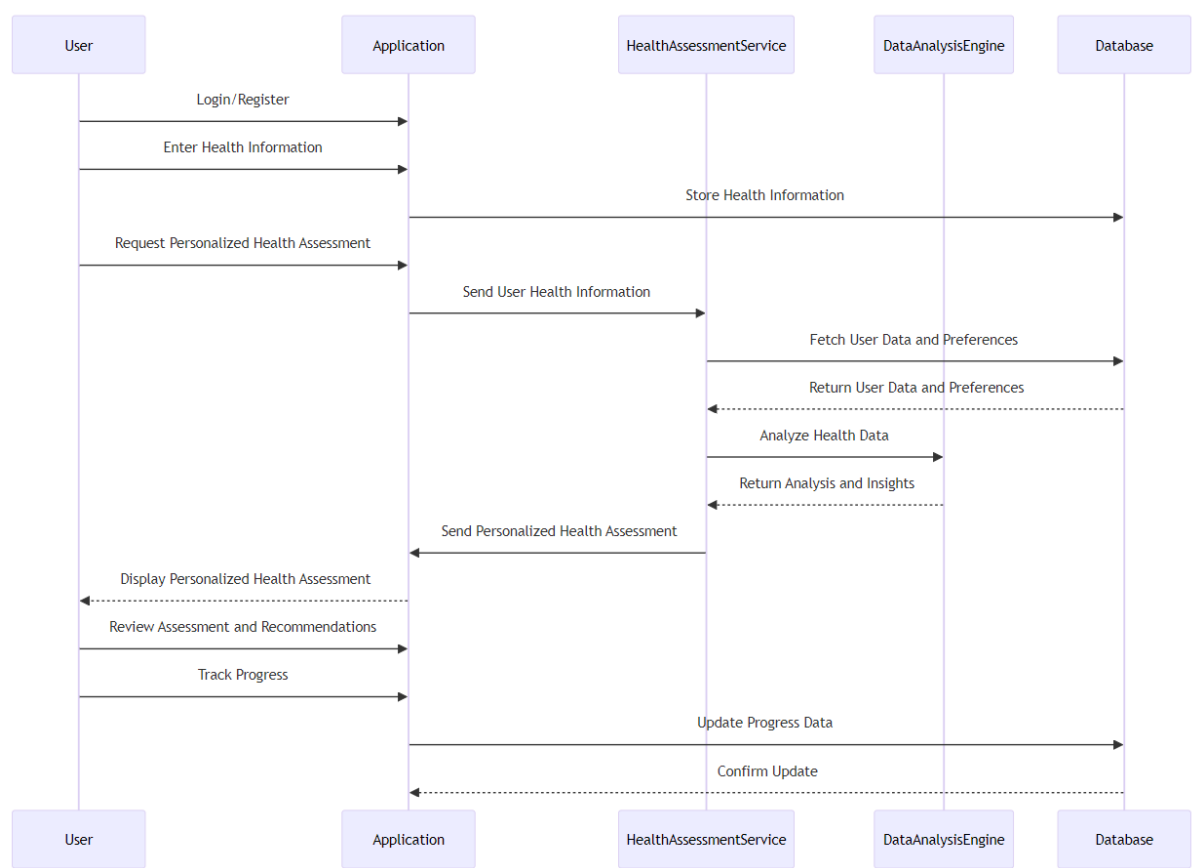 User
Application
HealthAssessmentService
DataAnalysisEngine
Database
Login/Register
Enter Health Information
Store Health Information
Request Personalized Health Assessment
Send User Health Information
Fetch User Data and Preferences
Return User Data and Preferences
Analyze Health Data
Return Analysis and Insights
Send Personalized Health Assessment
Display Personalized Health Assessment
Review Assessment and Recommendations
Track Progress
Update Progress Data
Confirm Update
User
Application
HealthAssessmentService
DataAnalysisEngine
Database